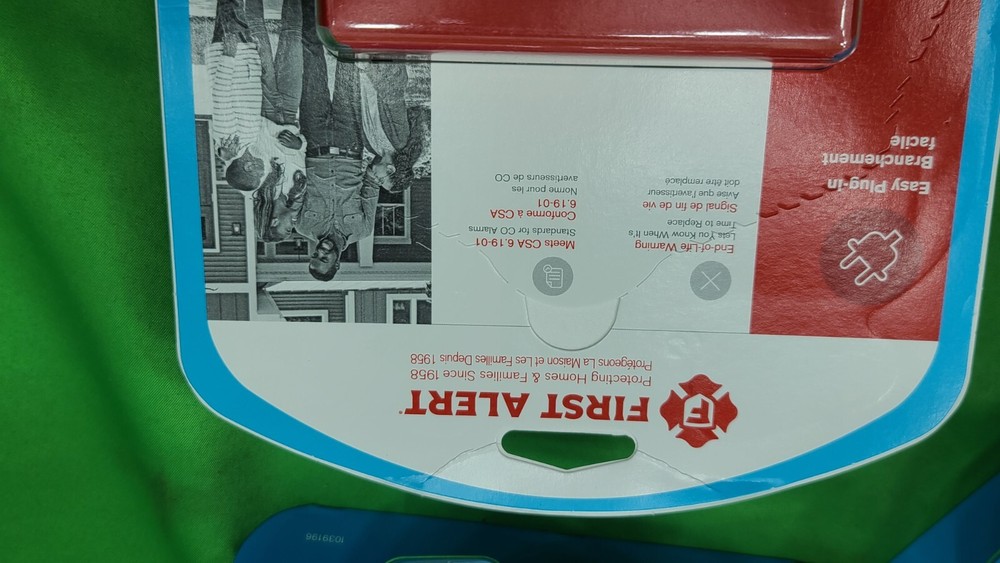 FIRST ALERT
Protecting Homes & Families Since 1958
Protégeons La Maison et Les Familles Depuis 1958
Easy Plug-in
Branchement
facile
End-of-Life Warning
Lets You Know When It's
Time to Replace
Signal de fin de vie
Avise que l'avertisseur
doit être remplacé
Meets CSA 6.19-01
Standards for CO Alarms
Conforme à CSA
6.19-01
Norme pour les
avertisseurs de CO
1039196